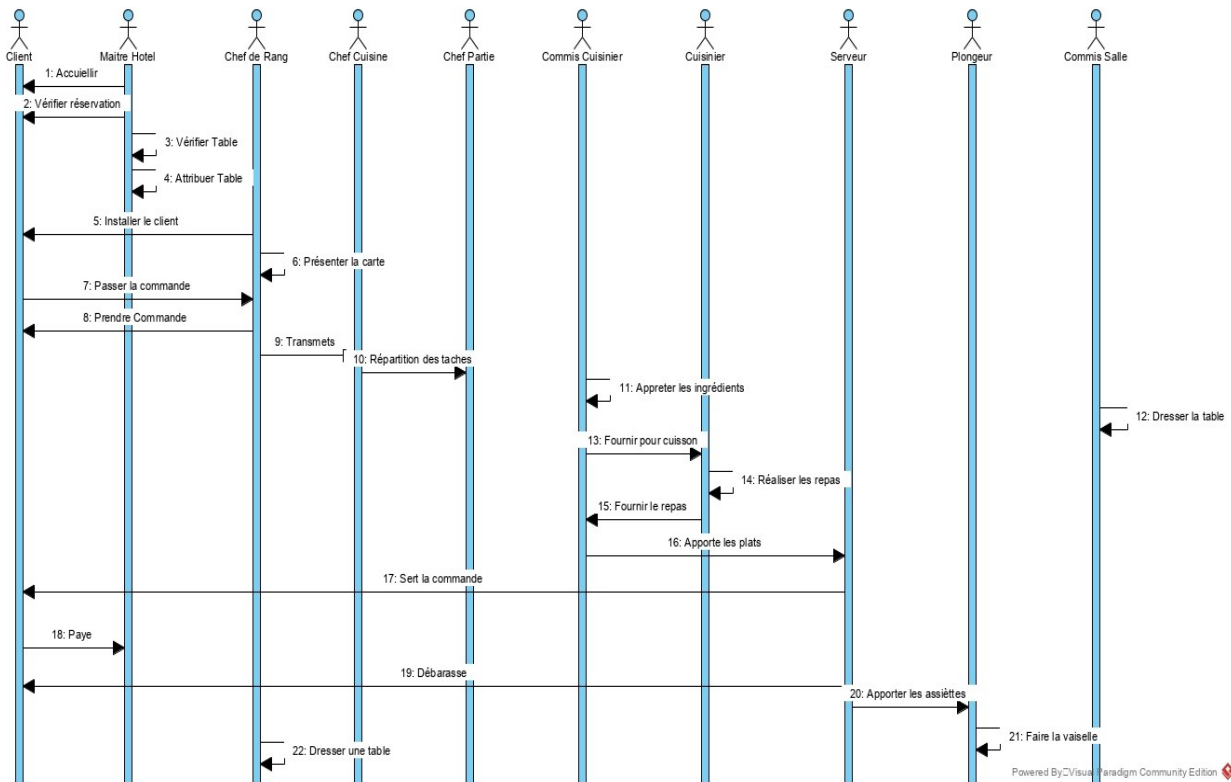 Client
Maitre Hotel
Chef de Rang
Chef Cuisine
Chef Partie
Commis Cuisinier
Cuisinier
Serveur
Plongeur
Commis Salle
1: Accuiellir
2: Vérifier réservation
3: Vérifier Table
4: Attribuer Table
5: Installer le client
6: Présenter la carte
7: Passer la commande
8: Prendre Commande
9: Transmets
10: Répartition des taches
11: Appreter les ingrédients
12: Dresser la table
13: Fournir pour cuisson
14: Réaliser les repas
15: Fournir le repas
16: Apporte les plats
17: Sert la commande
18: Paye
19: Débarasse
20: Apporter les assièttes
21: Faire la vaiselle
22: Dresser une table
Powered By Visual Paradigm Community Edition